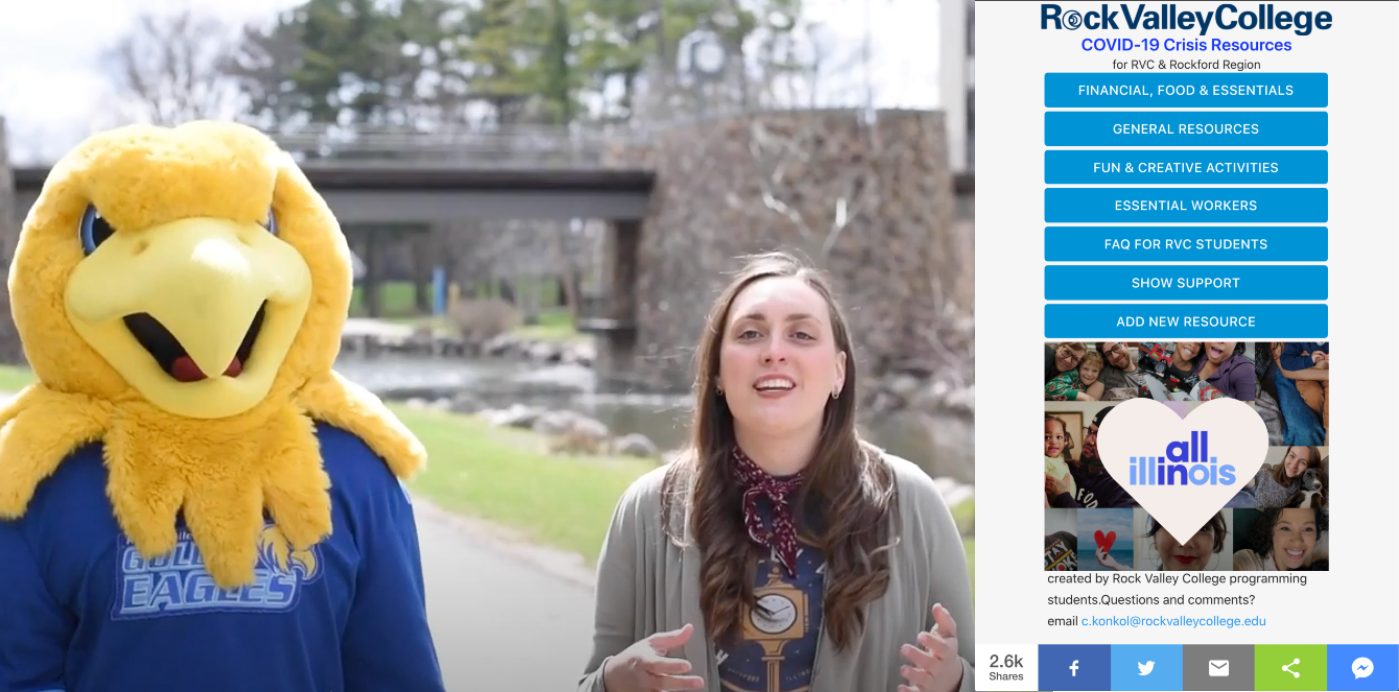 GOLDEN
EAGLES
RockValleyCollege
COVID-19 Crisis Resources
for RVC & Rockford Region
FINANCIAL, FOOD & ESSENTIALS
GENERAL RESOURCES
FUN & CREATIVE ACTIVITIES
ESSENTIAL WORKERS
FAQ FOR RVC STUDENTS
SHOW SUPPORT
ADD NEW RESOURCE
all
illinois
created by Rock Valley College programming
students.Questions and comments?
email c.konkol@rockvalleycollege.edu
2.6k
Shares